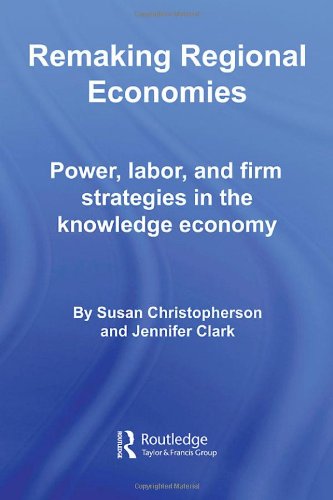 Remaking Regional
Economies
Power, labor, and firm
strategies in the
knowledge economy
By Susan Christopherson
and Jennifer Clark
ROUTLEDGE
Routledge
Taylor & Francis Group